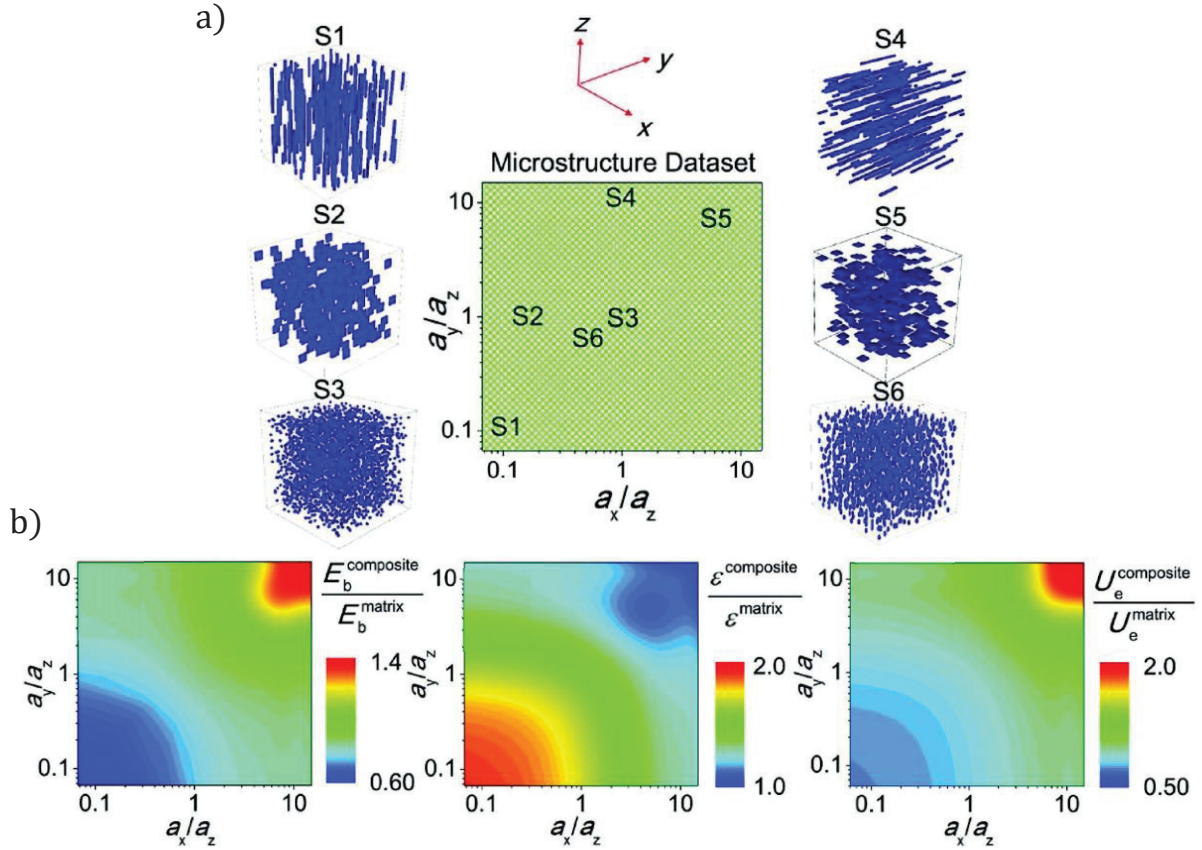 a)
S1
S2
S3
z
y
x
Microstructure Dataset
S4
S5
S2
S3
S6
S1
10
1
0.1
a_y/a_z
0.1
1
10
a_x/a_z
S4
S5
S6
b)
10
1
0.1
a_y/a_z
0.1
1
10
a_x/a_z
E_b^composite
E_b^matrix
1.4
0.60
10
1
0.1
a_y/a_z
0.1
1
10
a_x/a_z
ε^composite
ε^matrix
2.0
1.0
10
1
0.1
a_y/a_z
0.1
1
10
a_x/a_z
U_e^composite
U_e^matrix
2.0
0.50